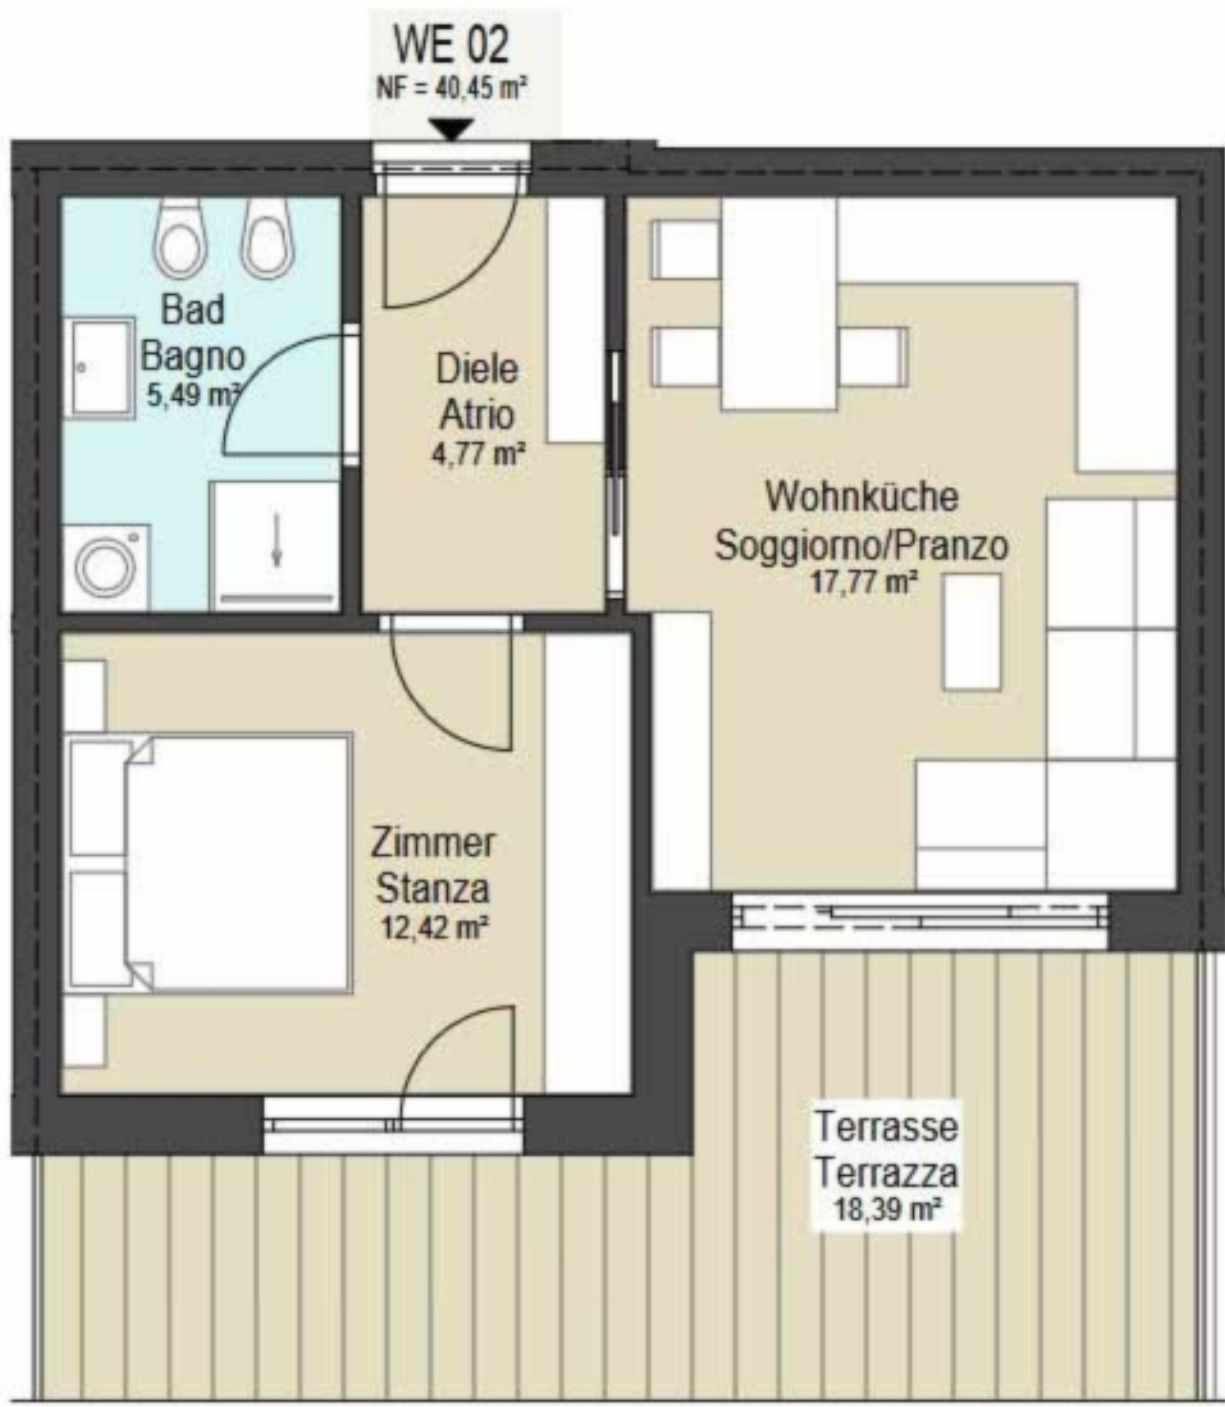 WE 02
NF = 40,45 m²
Bad
Bagno
5,49 m²
Diele
Atrio
4,77 m²
Wohnküche
Soggiorno/Pranzo
17,77 m²
Zimmer
Stanza
12,42 m²
Terrasse
Terrazza
18,39 m²